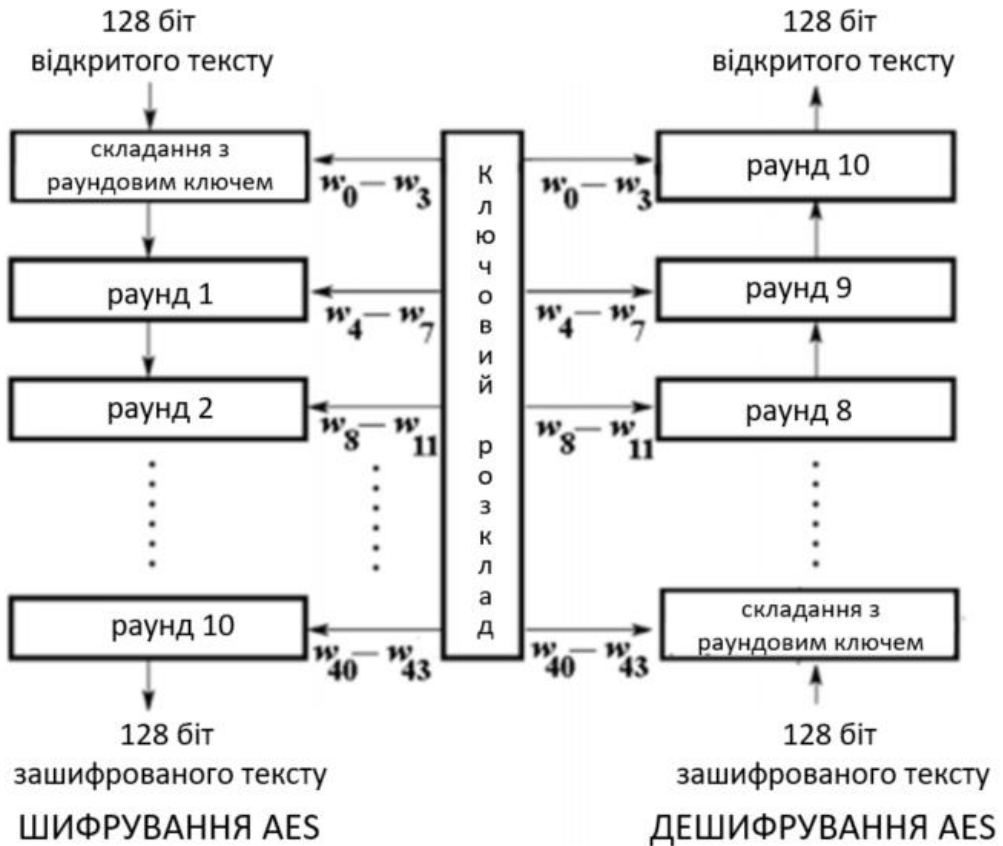 128 біт
відкритого тексту
128 біт
відкритого тексту
складання з
раундовим ключем
w0 — w3
Ключовий розклад
w0 — w3
раунд 10
раунд 1
w4 — w7
w4 — w7
раунд 9
раунд 2
w8 — w11
w8 — w11
раунд 8
раунд 10
w40 — w43
w40 — w43
складання з
раундовим ключем
128 біт
зашифрованого тексту
128 біт
зашифрованого тексту
ШИФРУВАННЯ AES
ДЕШИФРУВАННЯ AES